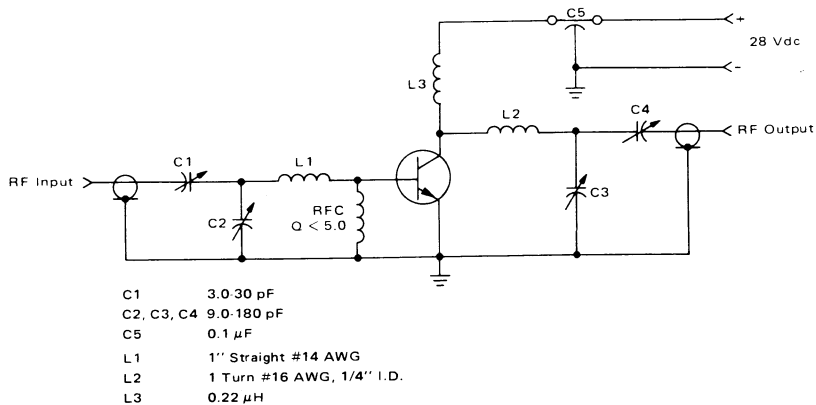 C5
+
28 Vdc
-
L3
C4
L2
RF Output
C1
L1
RF Input
C3
RFC
C2
Q < 5.0
C1 3.0-30 pF
C2, C3, C4 9.0-180 pF
C5 0.1 μF
L1 1'' Straight #14 AWG
L2 1 Turn #16 AWG, 1/4'' I.D.
L3 0.22 μH